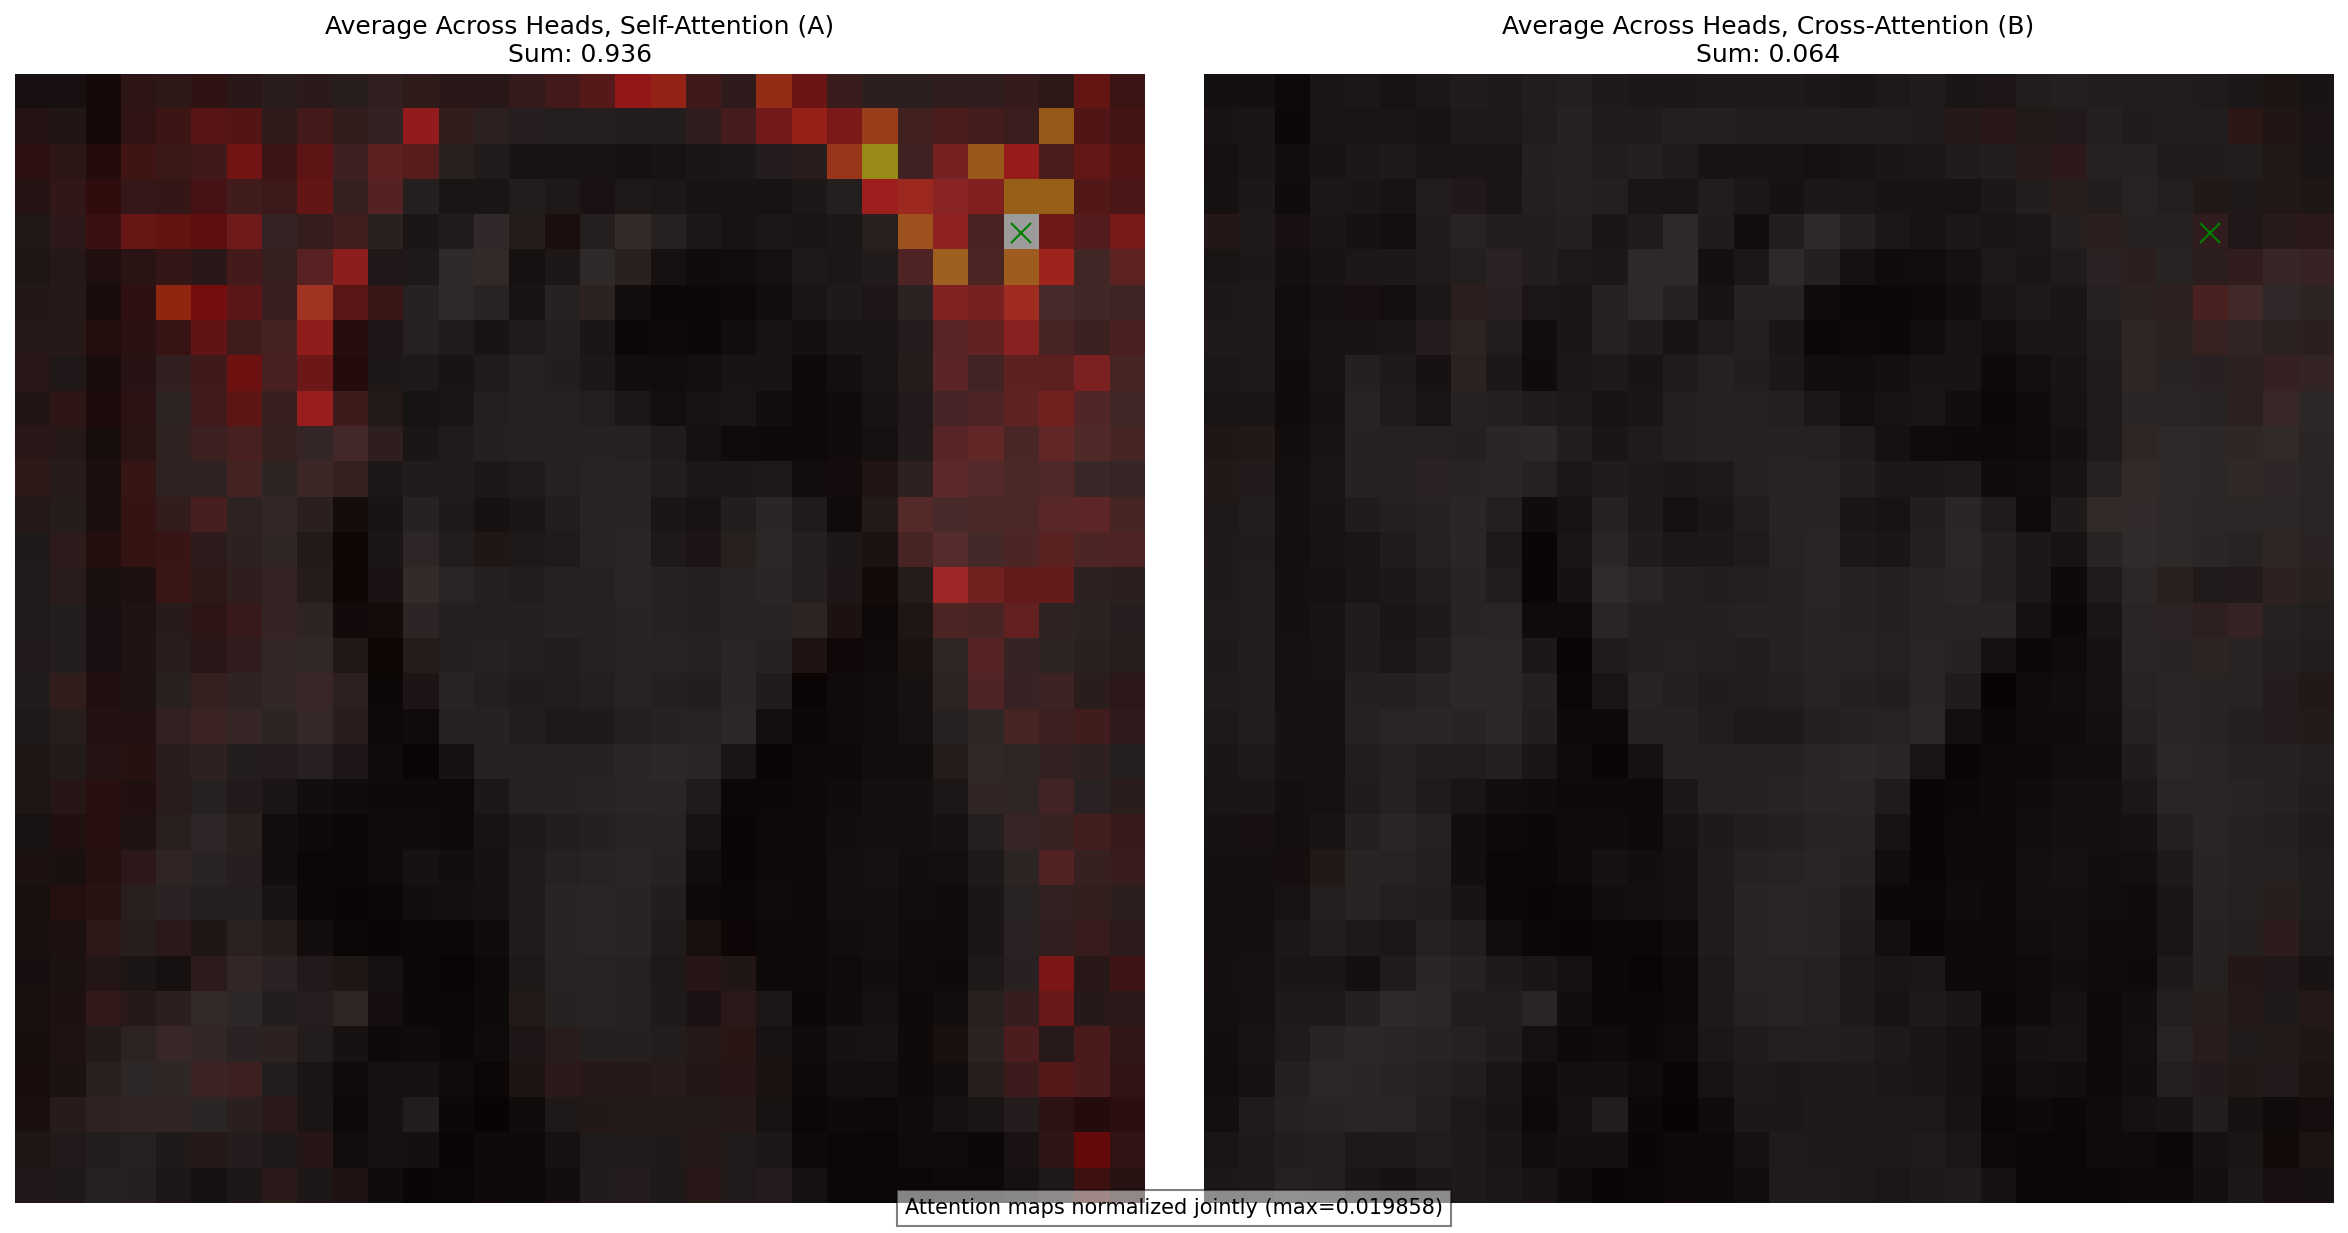 Average Across Heads, Self-Attention (A)
Sum: 0.936
Average Across Heads, Cross-Attention (B)
Sum: 0.064
Attention maps normalized jointly (max=0.019858)